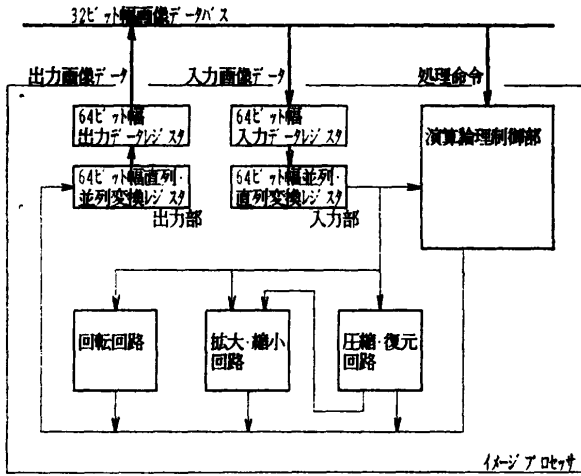 32ビット幅画像データバス
出力画像データ
入力画像データ
処理命令
64ビット幅
出力データレジスタ
64ビット幅
入力データレジスタ
演算論理制御部
64ビット幅直列·
並列変換レジスタ
出力部
64ビット幅並列·
直列変換レジスタ
入力部
回転回路
拡大·縮小
回路
圧縮·復元
回路
イメージプロセッサ